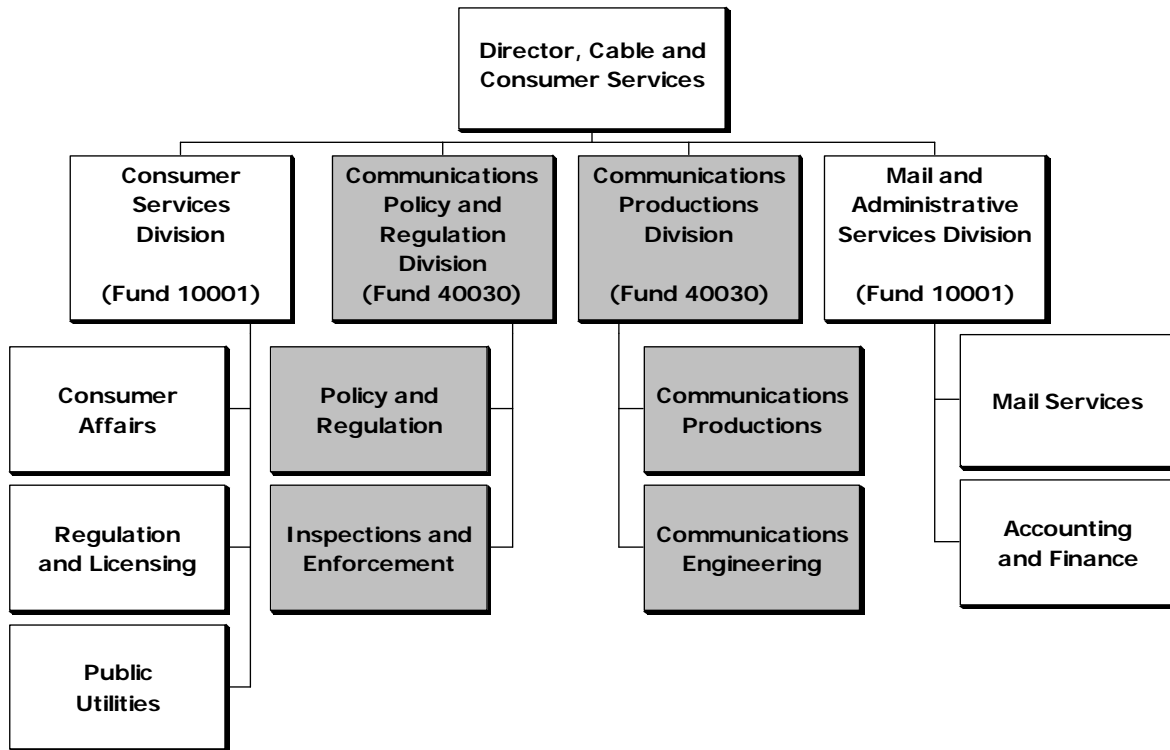 Director, Cable and
Consumer Services
Consumer
Services
Division
(Fund 10001)
Communications
Policy and
Regulation
Division
(Fund 40030)
Communications
Productions
Division
(Fund 40030)
Mail and
Administrative
Services Division
(Fund 10001)
Consumer
Affairs
Policy and
Regulation
Communications
Productions
Mail Services
Regulation
and Licensing
Inspections and
Enforcement
Communications
Engineering
Accounting
and Finance
Public
Utilities